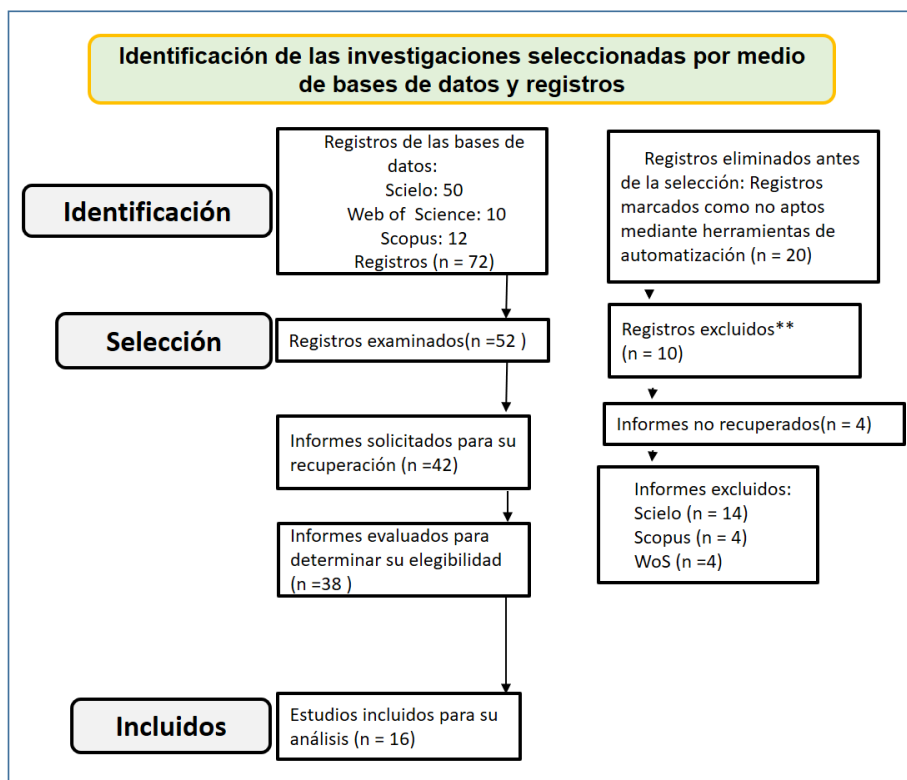 Identificación de las investigaciones seleccionadas por medio
de bases de datos y registros
Identificación
Registros de las bases de
datos:
Scielo: 50
Web of Science: 10
Scopus: 12
Registros (n = 72)
Registros eliminados antes
de la selección: Registros
marcados como no aptos
mediante herramientas de
automatización (n = 20)
Selección
Registros examinados(n =52 )
Registros excluidos**
(n = 10)
Informes solicitados para su
recuperación (n =42)
Informes no recuperados(n = 4)
Informes evaluados para
determinar su elegibilidad
(n =38 )
Informes excluidos:
Scielo (n = 14)
Scopus (n = 4)
WoS (n =4)
Incluidos
Estudios incluidos para su
análisis (n = 16)